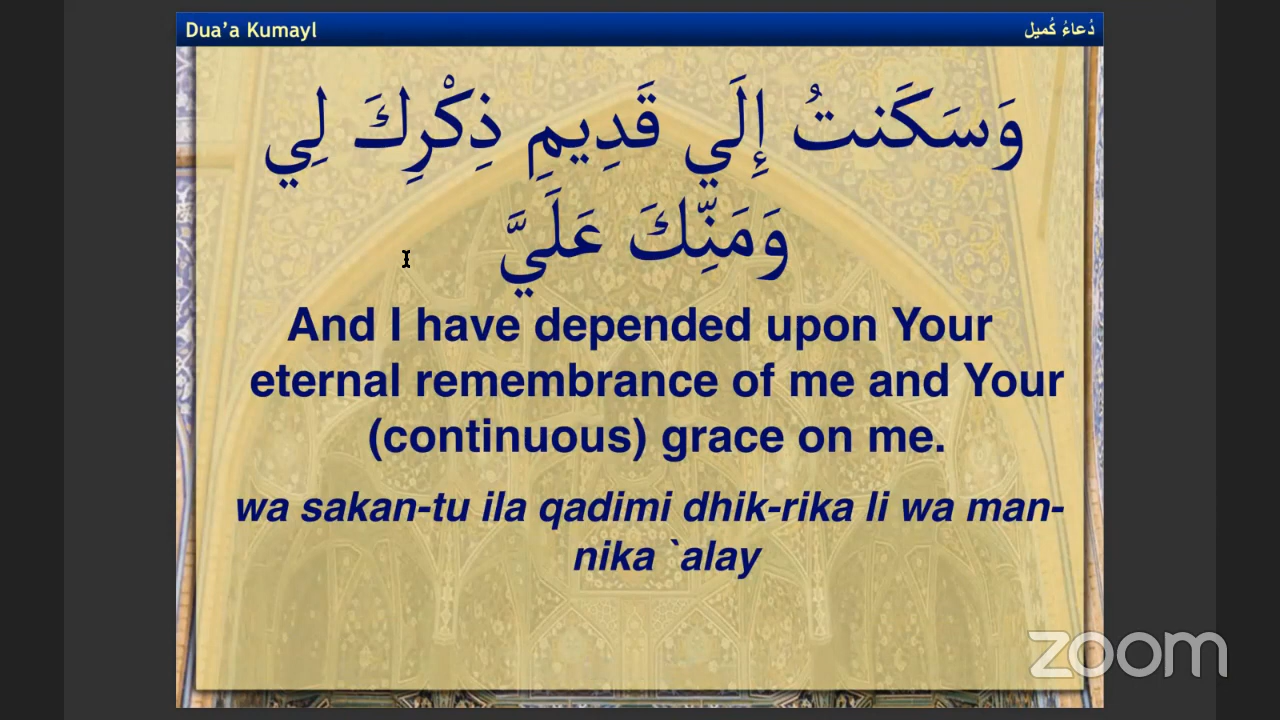 Dua’a Kumayl
دُعاءُ كُميل
وَسَكَنتُ إِلَي قَدِيمِ ذِكْرِكَ لِي
وَمَنِّكَ عَلَيَّ
And I have depended upon Your
eternal remembrance of me and Your
(continuous) grace on me.
wa sakan-tu ila qadimi dhik-rika li wa man-
nika `alay
zoom